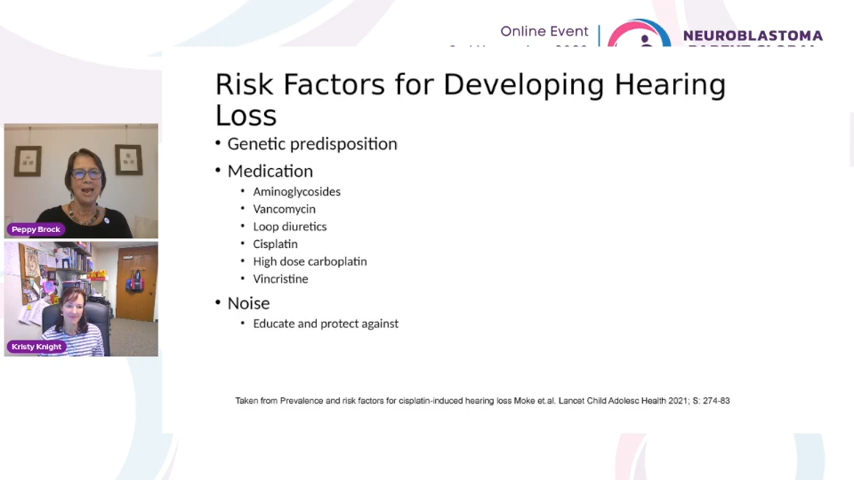 Online Event
NEUROBLASTOMA
Risk Factors for Developing Hearing
Loss
• Genetic predisposition
• Medication
• Aminoglycosides
• Vancomycin
• Loop diuretics
• Cisplatin
• High dose carboplatin
• Vincristine
• Noise
• Educate and protect against
Taken from Prevalence and risk factors for cisplatin-induced hearing loss Moke et.al. Lancet Child Adolesc Health 2021; S: 274-83
Peppy Brock
Kristy Knight